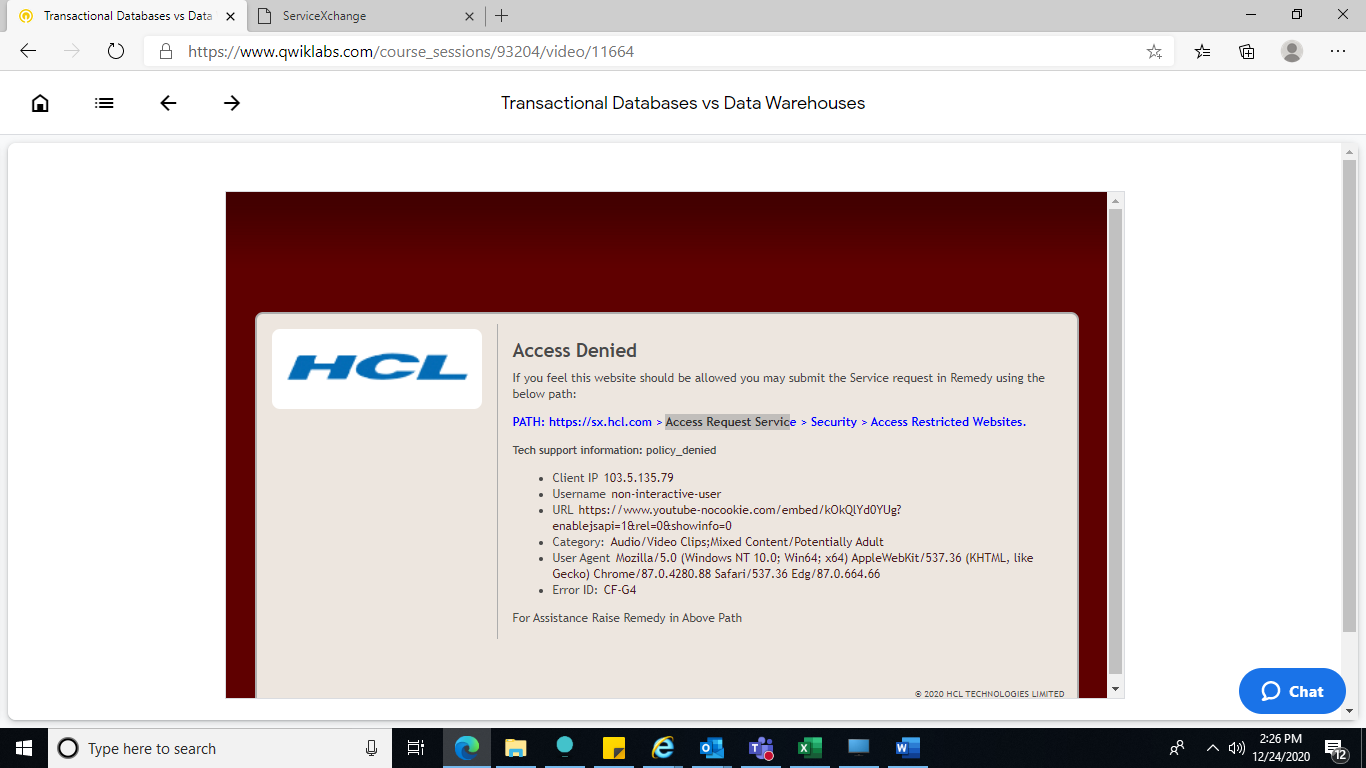 Transactional Databases vs Data
ServiceXchange
https://www.qwiklabs.com/course_sessions/93204/video/11664
Transactional Databases vs Data Warehouses
HCL
Access Denied
If you feel this website should be allowed you may submit the Service request in Remedy using the
below path:
PATH: https://sx.hcl.com > Access Request Service > Security > Access Restricted Websites.
Tech support information: policy_denied
• Client IP 103.5.135.79
• Username non-interactive-user
• URL https://www.youtube-nocookie.com/embed/kOkQlYd0YUg?
enablejsapi=1&rel=0&showinfo=0
• Category: Audio/Video Clips;Mixed Content/Potentially Adult
• User Agent Mozilla/5.0 (Windows NT 10.0; Win64; x64) AppleWebKit/537.36 (KHTML, like
Gecko) Chrome/87.0.4280.88 Safari/537.36 Edg/87.0.664.66
• Error ID: CF-G4
For Assistance Raise Remedy in Above Path
© 2020 HCL TECHNOLOGIES LIMITED
Chat
Type here to search
2:26 PM
12/24/2020
12